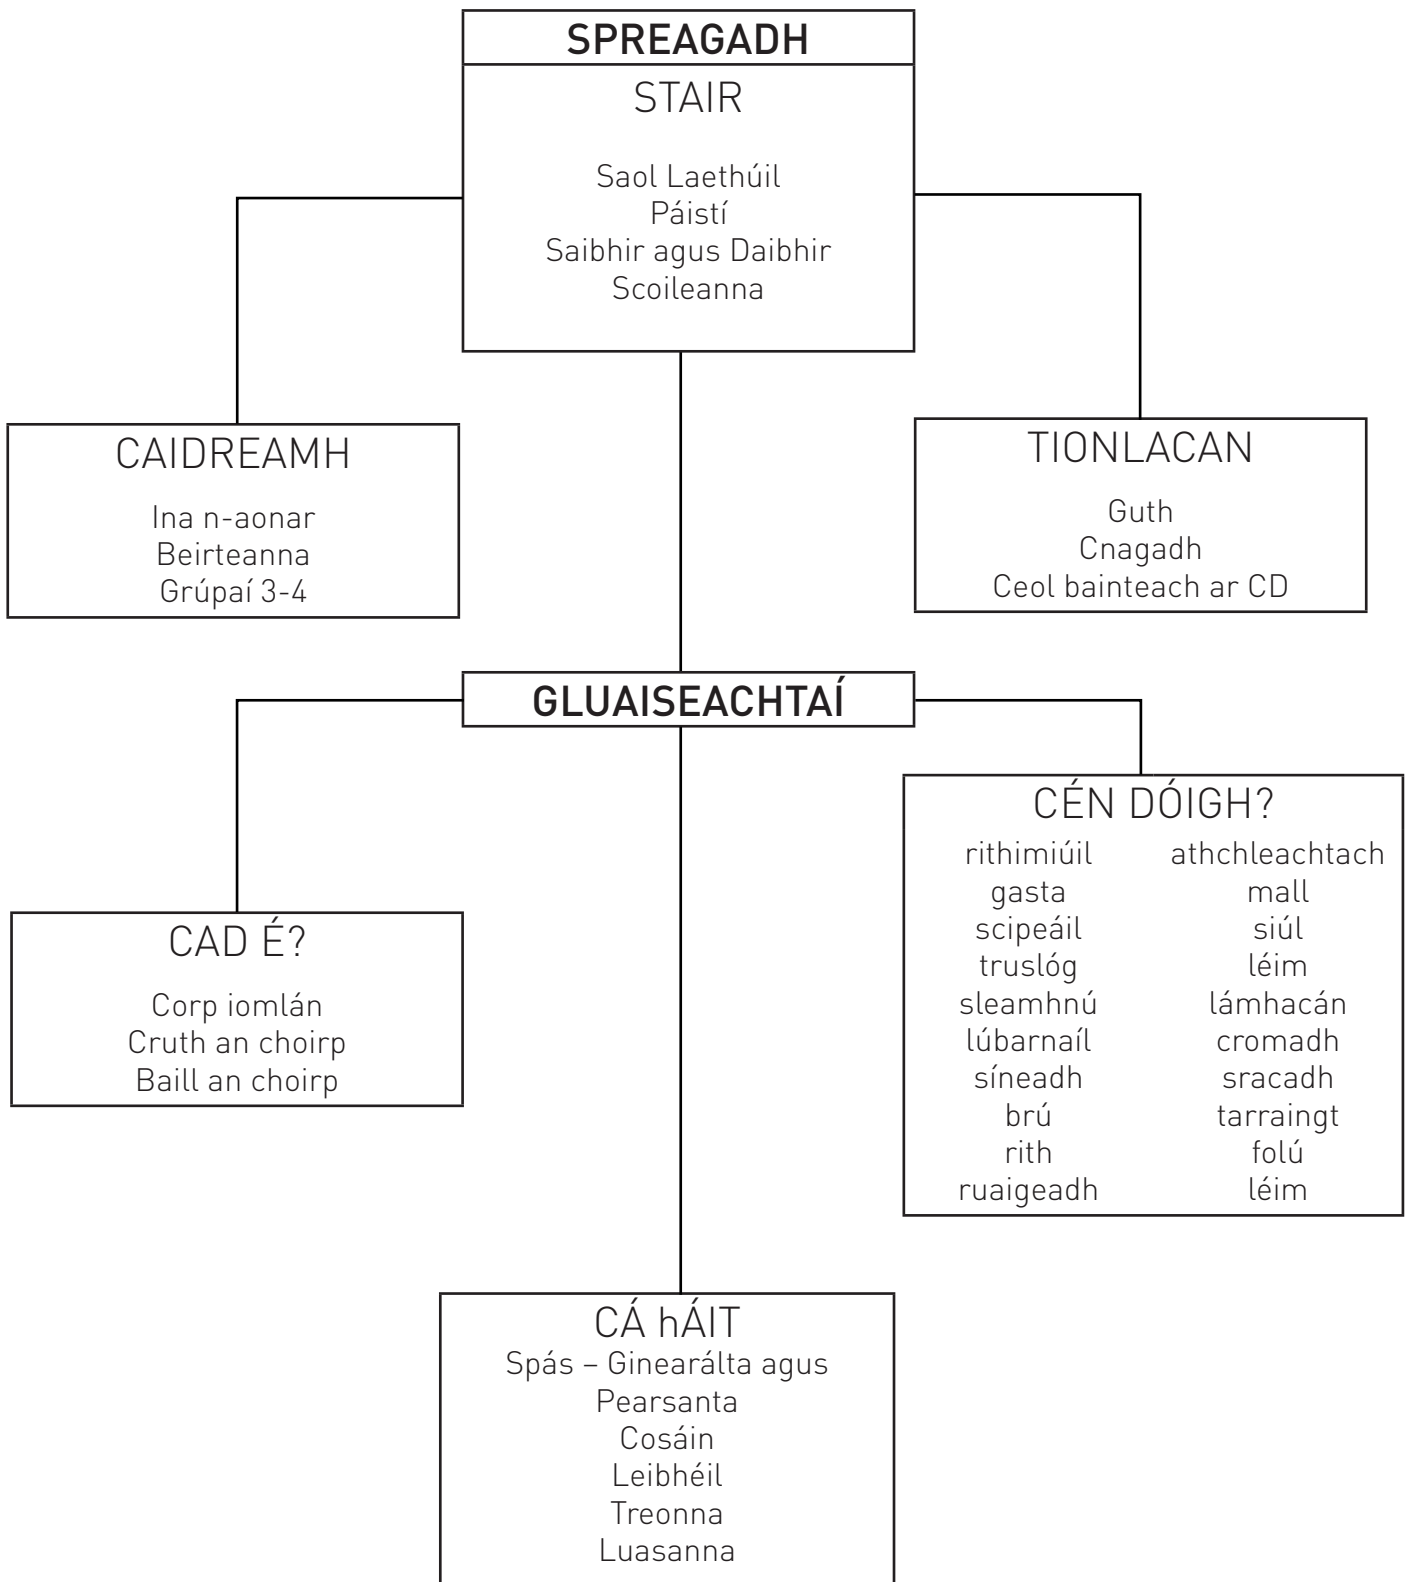 SPREAGADH
STAIR
Saol Laethúil
Páistí
Saibhir agus Daibhir
Scoileanna
CAIDREAMH
Ina n-aonar
Beirteanna
Grúpaí 3-4
TIONLACAN
Guth
Cnagadh
Ceol bainteach ar CD
GLUAISEACHTAÍ
CAD É?
Corp iomlán
Cruth an choirp
Baill an choirp
CÉN DÓIGH?
rithimiúil athchleachtach
gasta mall
scipeáil siúl
truslóg léim
sleamhnú lámhacán
lúbarnaíl cromadh
síneadh sracadh
brú tarraingt
rith folú
ruaigeadh léim
CÁ hÁIT
Spás – Ginearálta agus
Pearsanta
Cosáin
Leibhéil
Treonna
Luasanna